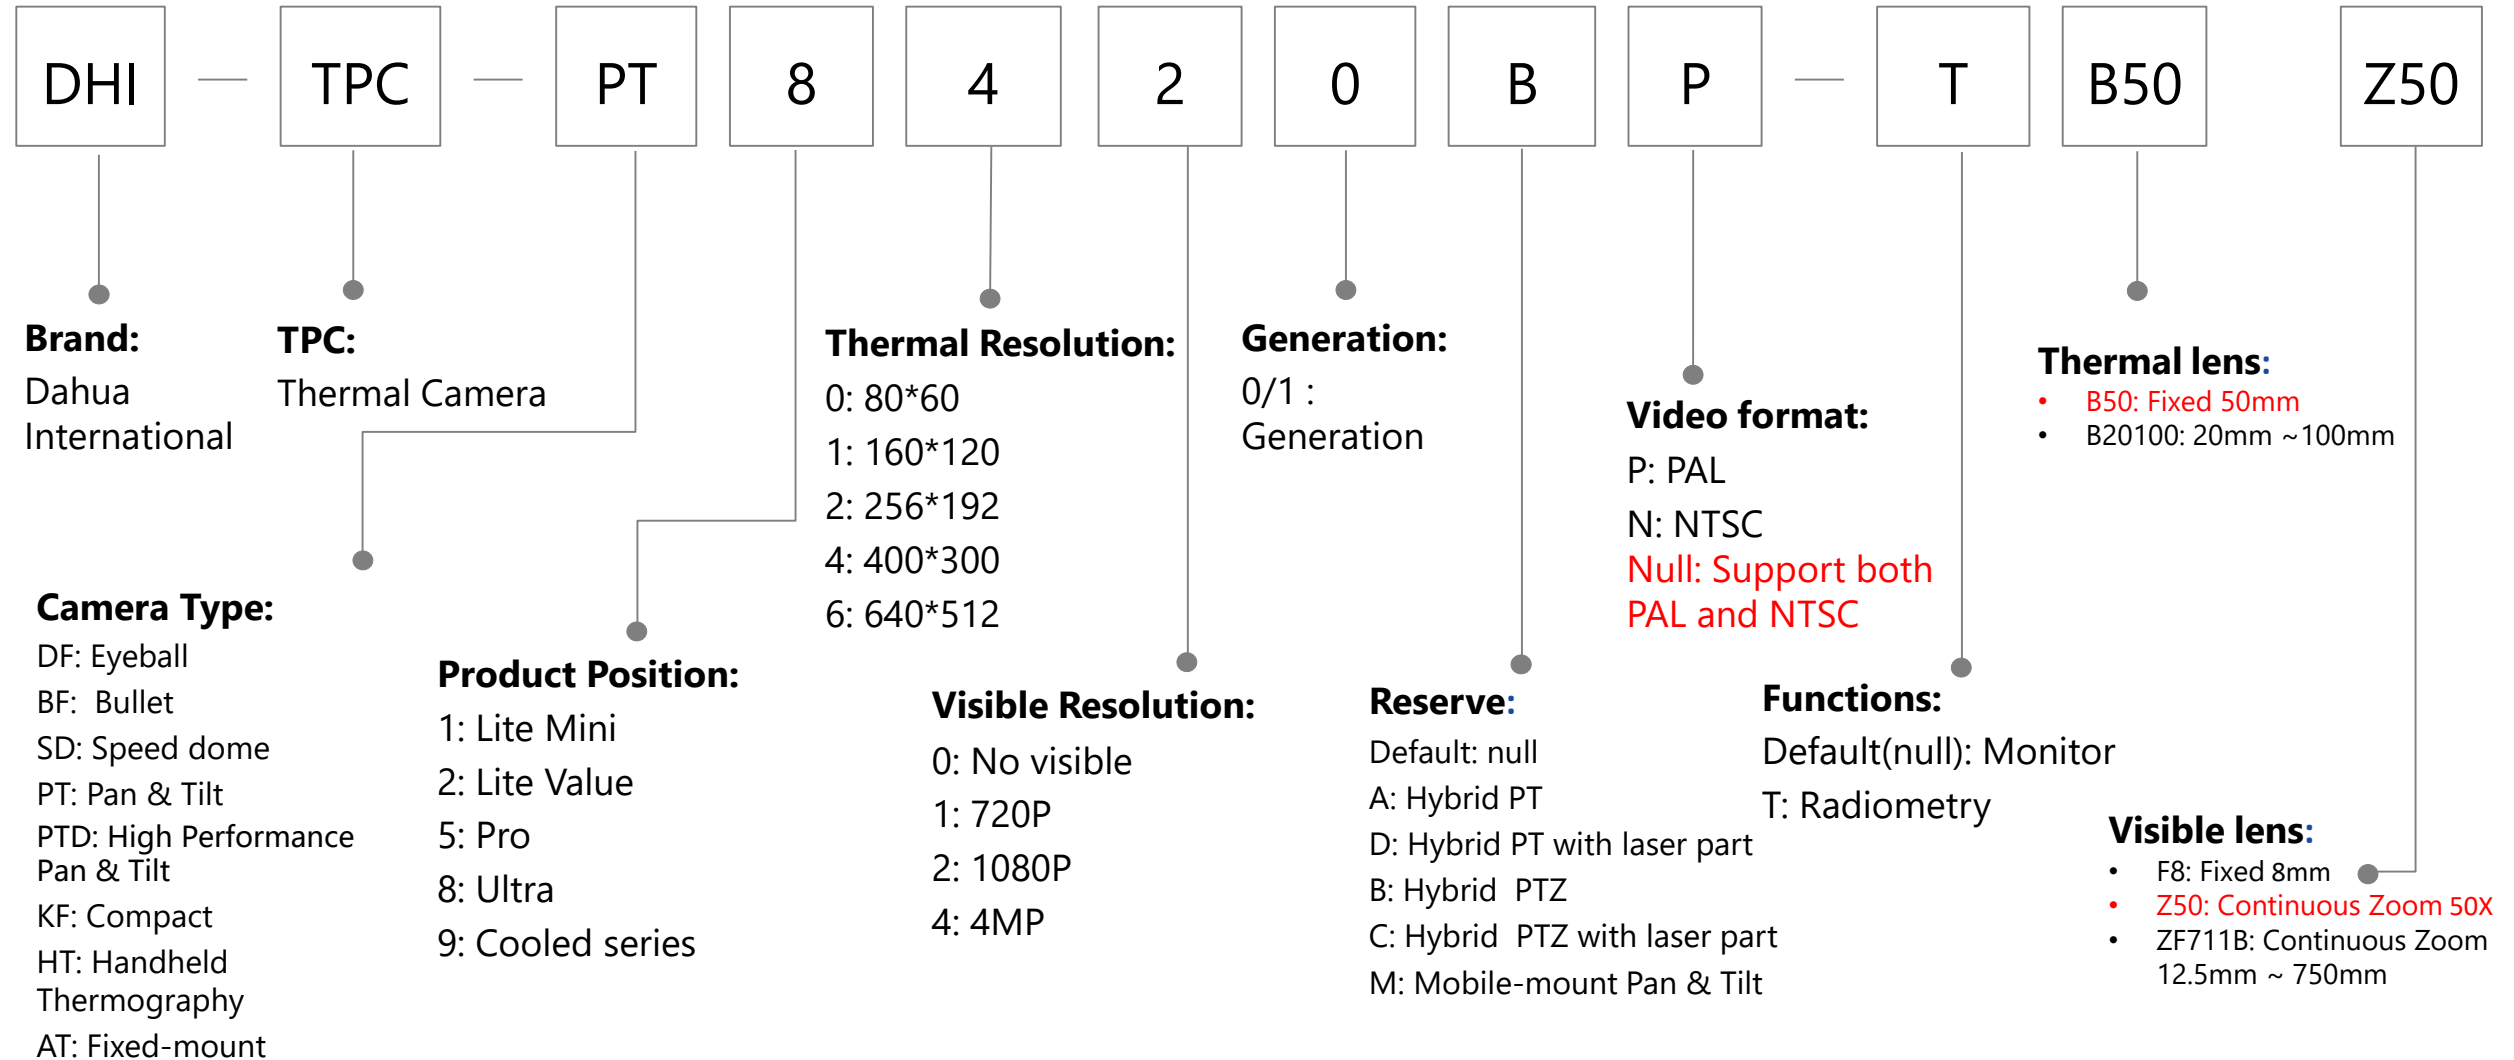 DHI — TPC — PT 8 4 2 0 B P — T B50 Z50
Brand:
Dahua
International
TPC:
Thermal Camera
Camera Type:
DF: Eyeball
BF: Bullet
SD: Speed dome
PT: Pan & Tilt
PTD: High Performance
Pan & Tilt
KF: Compact
HT: Handheld
Thermography
AT: Fixed-mount
Product Position:
1: Lite Mini
2: Lite Value
5: Pro
8: Ultra
9: Cooled series
Thermal Resolution:
0: 80*60
1: 160*120
2: 256*192
4: 400*300
6: 640*512
Visible Resolution:
0: No visible
1: 720P
2: 1080P
4: 4MP
Generation:
0/1 :
Generation
Reserve:
Default: null
A: Hybrid PT
D: Hybrid PT with laser part
B: Hybrid PTZ
C: Hybrid PTZ with laser part
M: Mobile-mount Pan & Tilt
Video format:
P: PAL
N: NTSC
Null: Support both
PAL and NTSC
Functions:
Default(null): Monitor
T: Radiometry
Thermal lens:
• B50: Fixed 50mm
• B20100: 20mm ~100mm
Visible lens:
• F8: Fixed 8mm
• Z50: Continuous Zoom 50X
• ZF711B: Continuous Zoom
12.5mm ~ 750mm